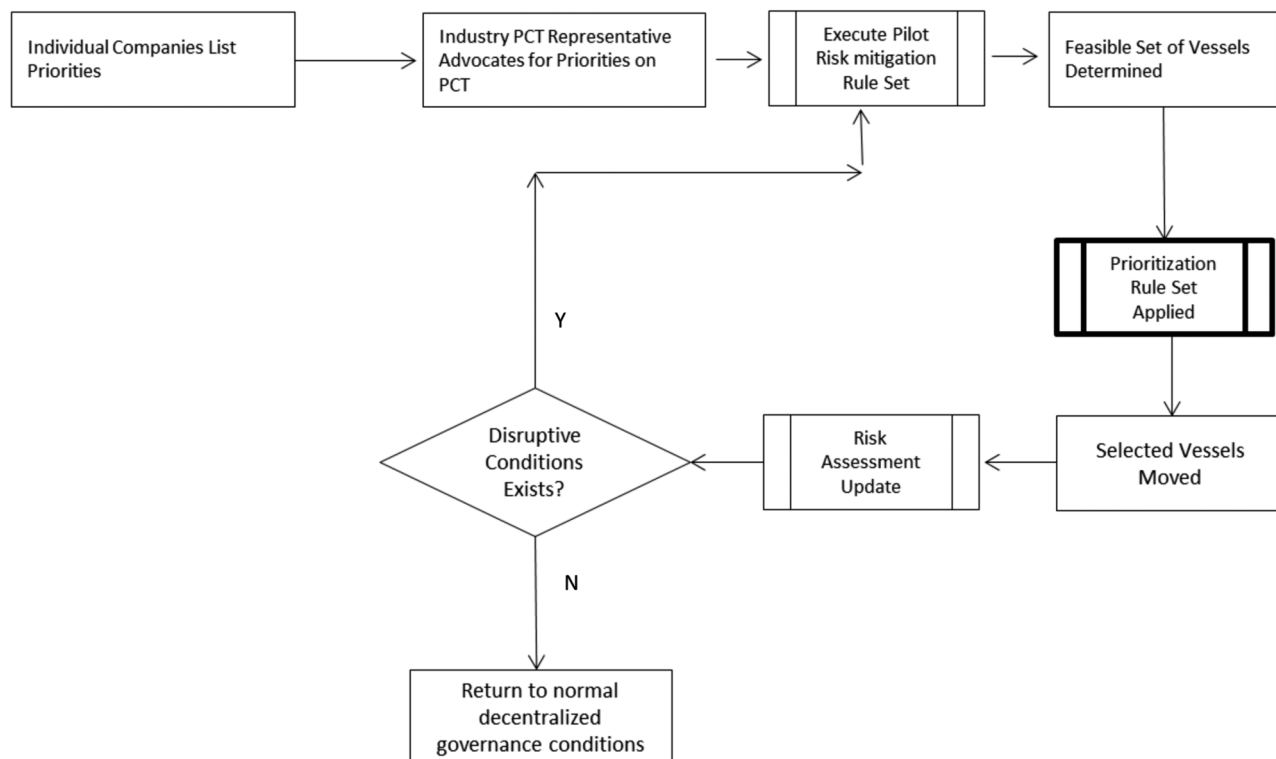 Individual Companies List
Priorities
Industry PCT Representative
Advocates for Priorities on
PCT
Execute Pilot
Risk mitigation
Rule Set
Feasible Set of Vessels
Determined
Prioritization
Rule Set
Applied
Y
Disruptive
Conditions
Exists?
Risk
Assessment
Update
Selected Vessels
Moved
N
Return to normal
decentralized
governance conditions